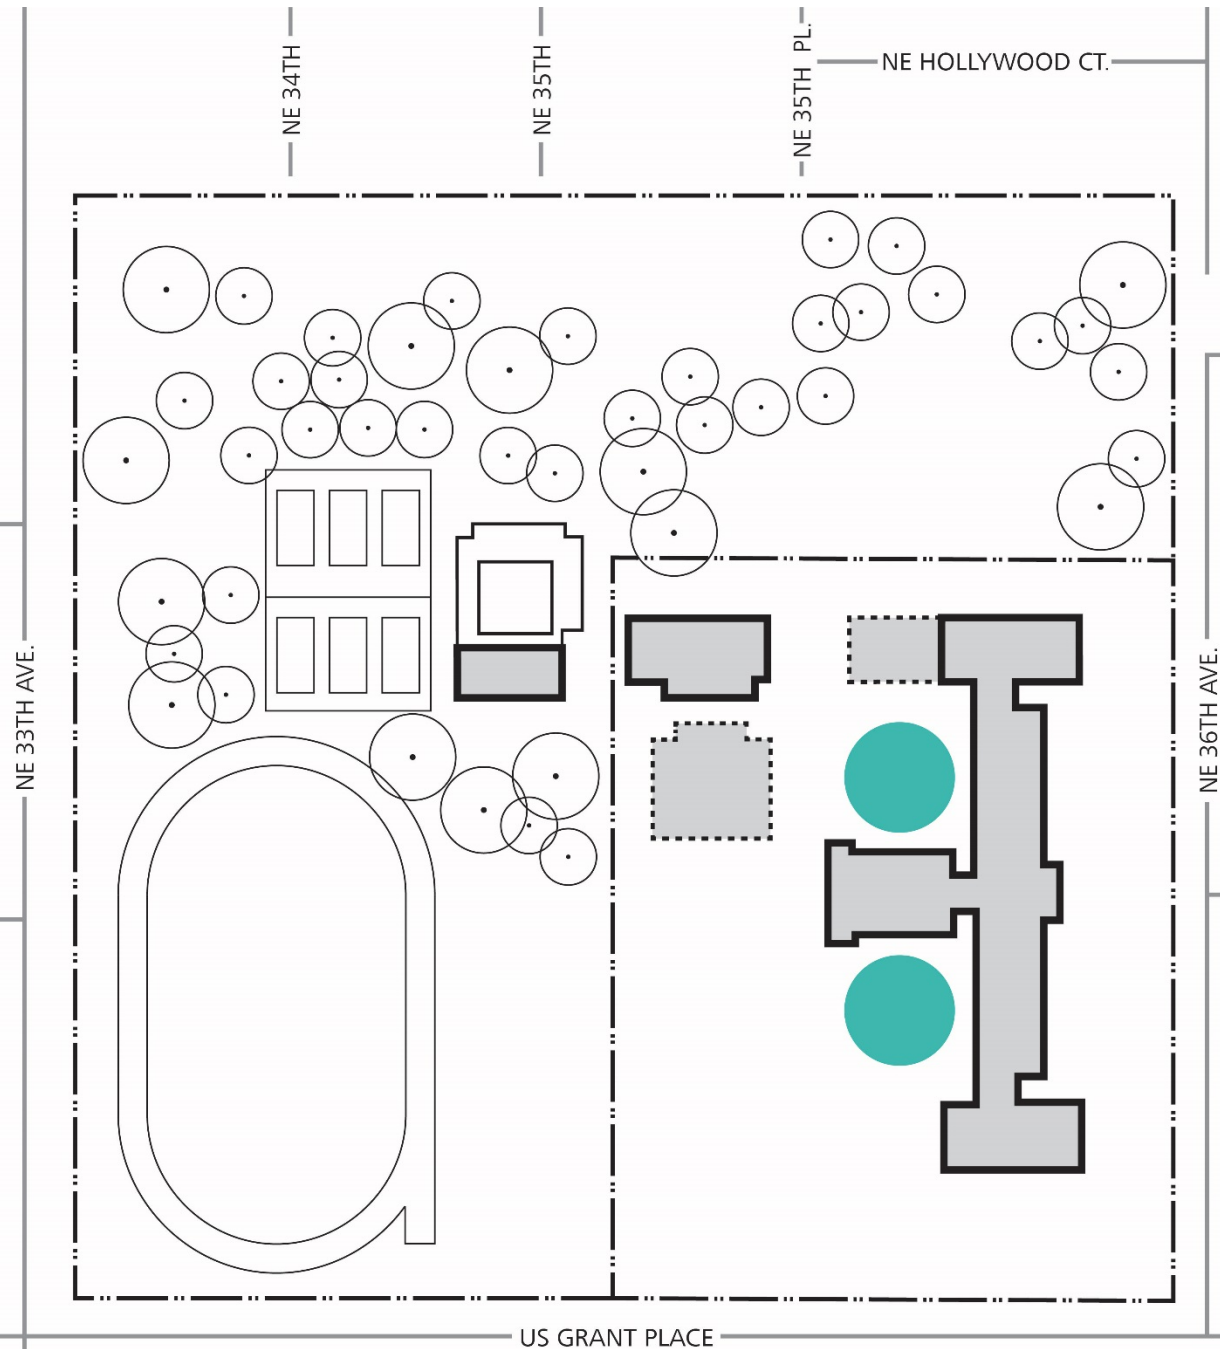 NE 34TH
NE 35TH
NE 35TH PL.
NE HOLLYWOOD CT.
NE 33TH AVE.
NE 36TH AVE.
US GRANT PLACE